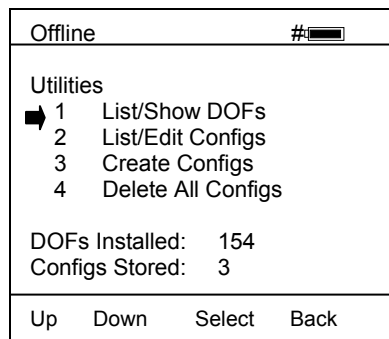 Offline #
Utilities
1 List/Show DOFs
2 List/Edit Configs
3 Create Configs
4 Delete All Configs
DOFs Installed: 154
Configs Stored: 3
Up Down Select Back